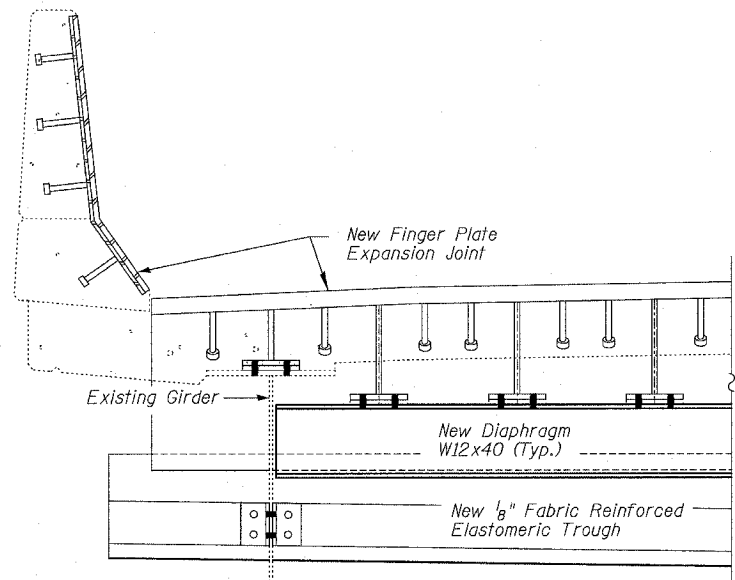 New Finger Plate
Expansion Joint
Existing Girder
New Diaphragm
W12x40 (Typ.)
New 1/8" Fabric Reinforced
Elastomeric Trough